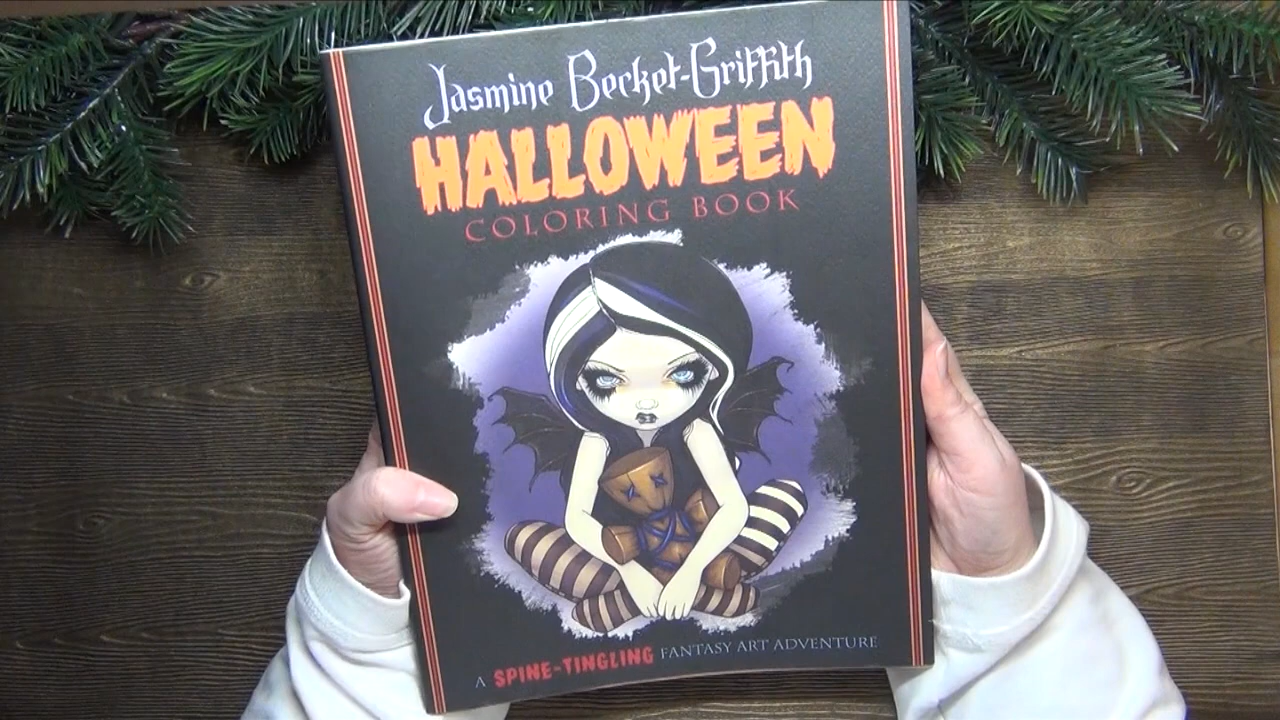 Jasmine Becket-Griffith
HALLOWEEN
COLORING BOOK
A SPINE-TINGLING FANTASY ART ADVENTURE